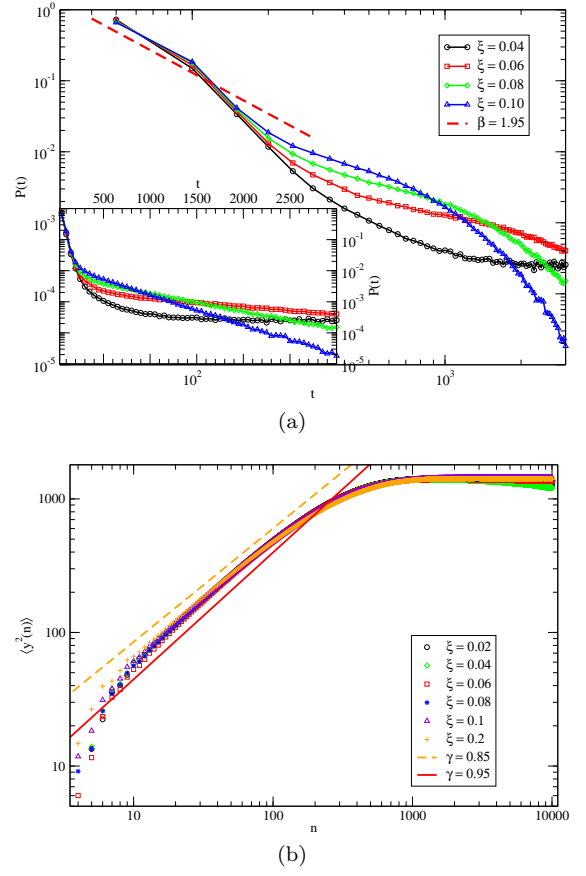 10^0
10^-1
10^-2
10^-3
10^-4
10^-5
P(t)
ξ = 0.04
ξ = 0.06
ξ = 0.08
ξ = 0.10
β = 1.95
t
500 1000 1500 2000 2500
10^-1
10^-2
10^-3
10^-4
10^-5
P(t)
10^2 10^3
t
(a)
1000
100
10
⟨y^2(n)⟩
ξ = 0.02
ξ = 0.04
ξ = 0.06
ξ = 0.08
ξ = 0.1
ξ = 0.2
γ = 0.85
γ = 0.95
10 100 1000 10000
n
(b)